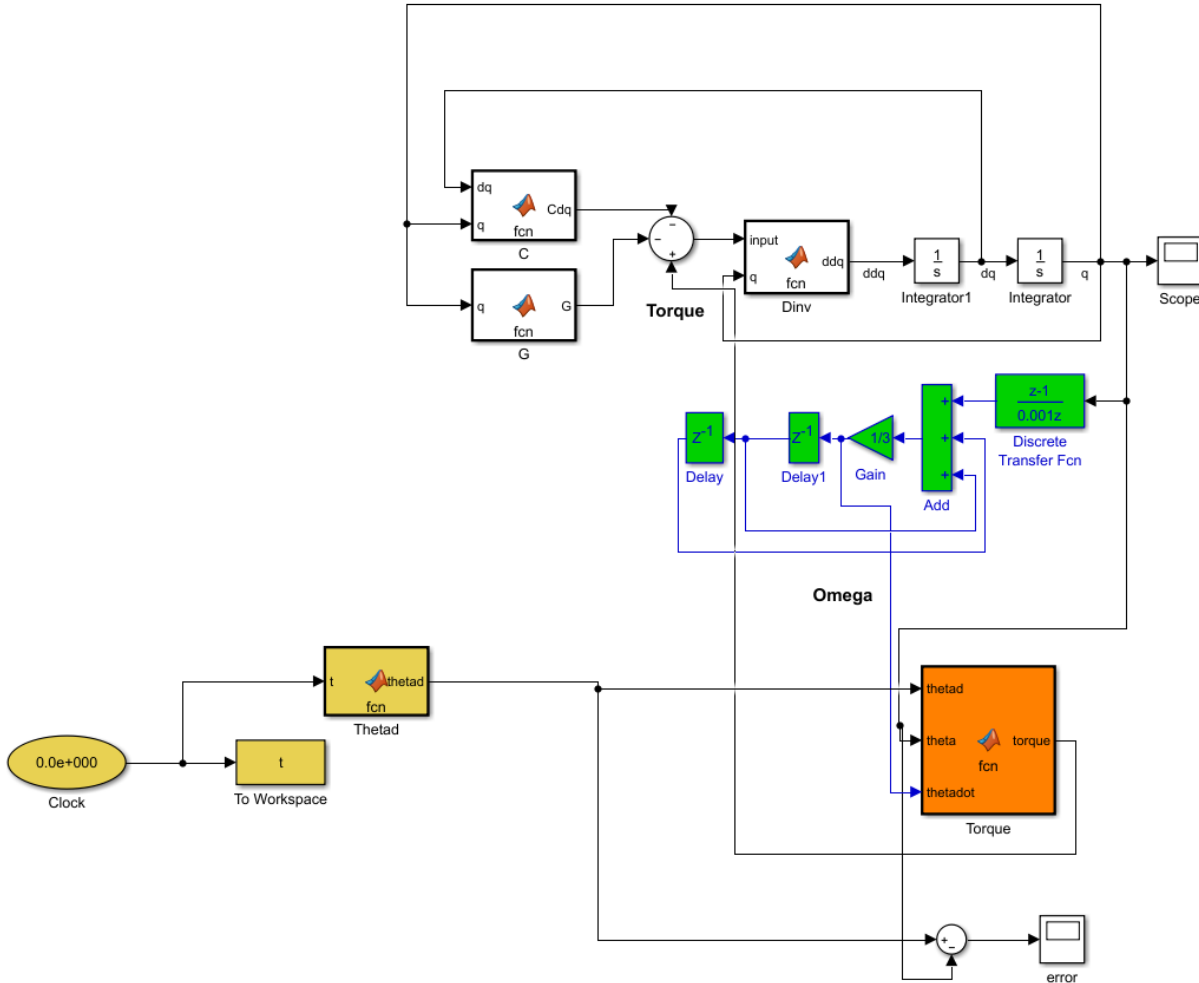 dq
q
Cdq
fcn
C
q
G
fcn
G
−
−
+
Torque
input
q
ddq
fcn
Dinv
ddq
1
s
Integrator1
dq
1
s
Integrator
q
Scope
z-1
0.001z
Discrete
Transfer Fcn
+
+
+
Add
1/3
Gain
Z-1
Delay1
Z-1
Delay
Omega
t
thetad
fcn
Thetad
0.0e+000
Clock
t
To Workspace
thetad
theta
thetadot
torque
fcn
Torque
+
−
error